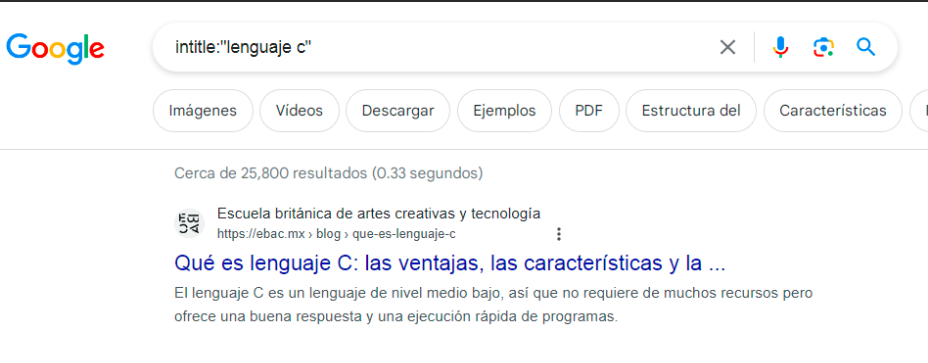 Google
intitle:"lenguaje c"
Imágenes Vídeos Descargar Ejemplos PDF Estructura del Características
Cerca de 25,800 resultados (0.33 segundos)
Escuela británica de artes creativas y tecnología
https://ebac.mx › blog › que-es-lenguaje-c
Qué es lenguaje C: las ventajas, las características y la ...
El lenguaje C es un lenguaje de nivel medio bajo, así que no requiere de muchos recursos pero
ofrece una buena respuesta y una ejecución rápida de programas.